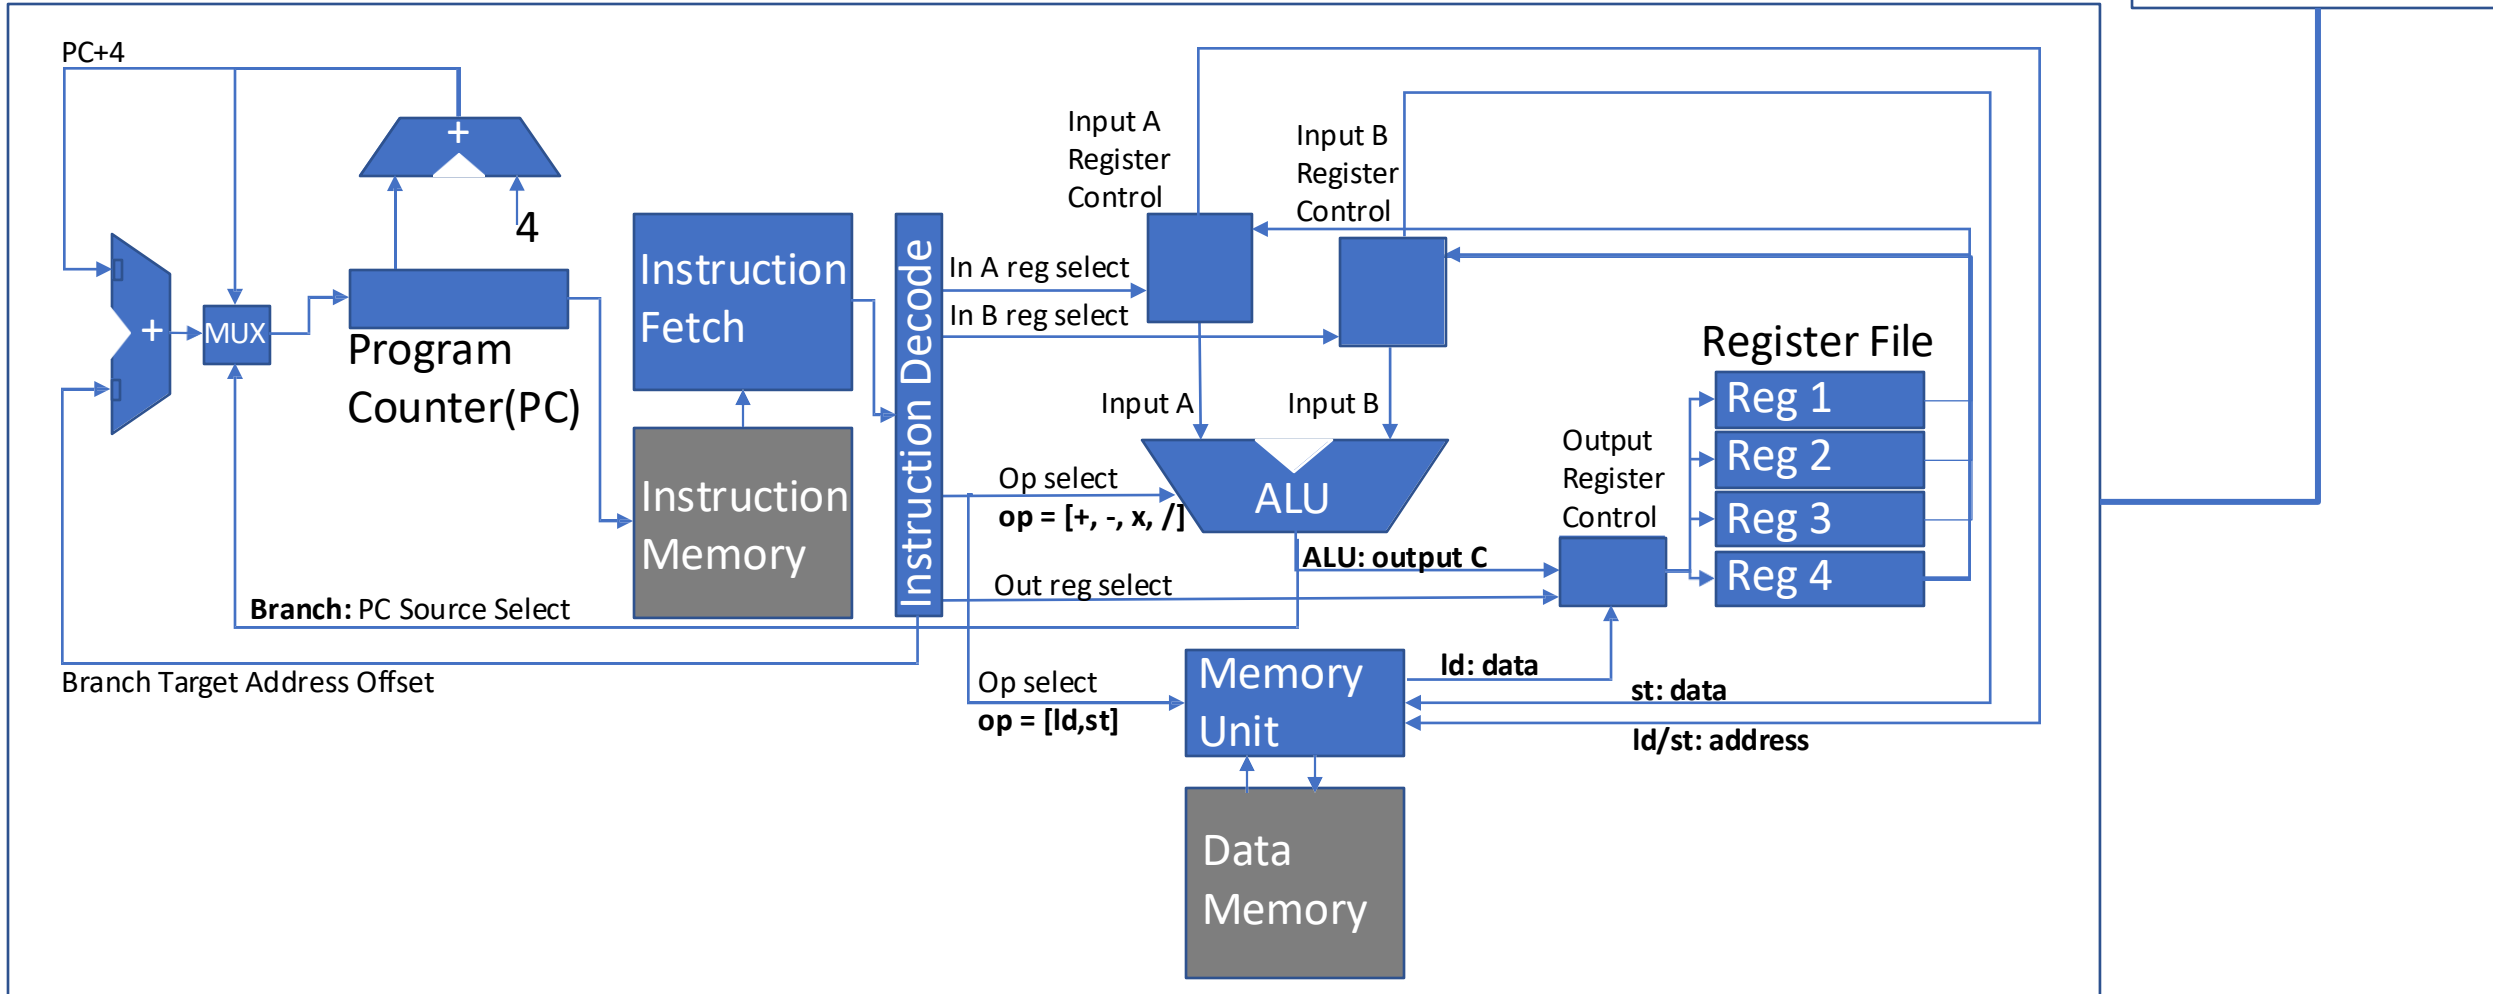 PC+4
+
4
+
MUX
Program
Counter(PC)
Instruction
Fetch
Instruction
Memory
Instruction Decode
Branch: PC Source Select
Branch Target Address Offset
Input A
Register
Control
Input B
Register
Control
In A reg select
In B reg select
Input A
Input B
Op select
op = [+, -, x, /]
ALU
ALU: output C
Out reg select
Output
Register
Control
Register File
Reg 1
Reg 2
Reg 3
Reg 4
Op select
op = [ld,st]
Memory
Unit
ld: data
st: data
ld/st: address
Data
Memory